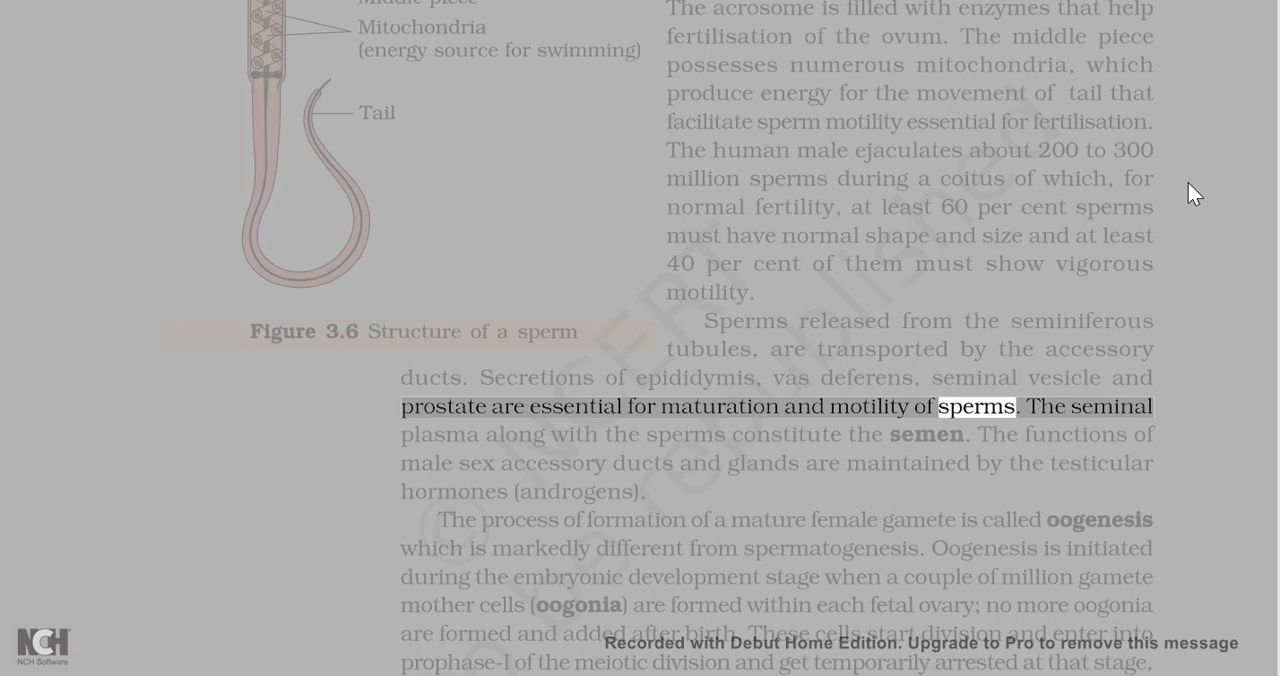 Middle piece
Mitochondria
(energy source for swimming)
Tail
Figure 3.6 Structure of a sperm
The acrosome is filled with enzymes that help
fertilisation of the ovum. The middle piece
possesses numerous mitochondria, which
produce energy for the movement of tail that
facilitate sperm motility essential for fertilisation.
The human male ejaculates about 200 to 300
million sperms during a coitus of which, for
normal fertility, at least 60 per cent sperms
must have normal shape and size and at least
40 per cent of them must show vigorous
motility.
Sperms released from the seminiferous
tubules, are transported by the accessory
ducts. Secretions of epididymis, vas deferens, seminal vesicle and
prostate are essential for maturation and motility of sperms. The seminal
plasma along with the sperms constitute the semen. The functions of
male sex accessory ducts and glands are maintained by the testicular
hormones (androgens).
The process of formation of a mature female gamete is called oogenesis
which is markedly different from spermatogenesis. Oogenesis is initiated
during the embryonic development stage when a couple of million gamete
mother cells (oogonia) are formed within each fetal ovary; no more oogonia
are formed and added after birth. These cells start division and enter into
prophase-I of the meiotic division and get temporarily arrested at that stage,
© NCERT
be republished
NCH
NCH Software
Recorded with Debut Home Edition. Upgrade to Pro to remove this message